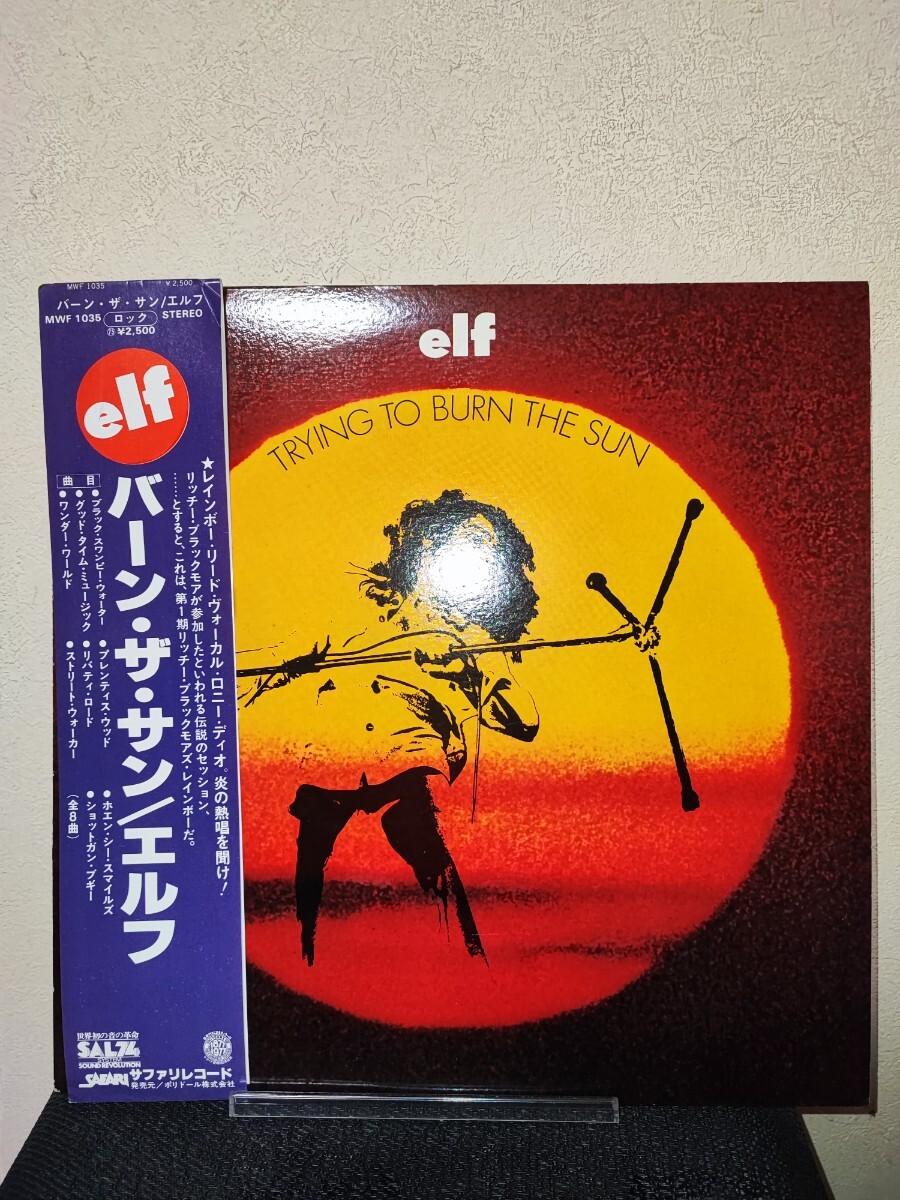 MWF 1035 ¥2,500
バーン・ザ・サン/エルフ
MWF 1035 ロック STEREO
¥2,500
elf
バーン・ザ・サン/エルフ
★レインボー・リード・ヴォーカル・ロニー・ディオ。炎の熱唱を聞け!
リッチー・ブラックモアが参加したといわれる伝説のセッション、
……とすると、これは、第1期リッチー・ブラックモアズ・レインボーだ。
曲目
●ブラック・スワンピー・ウォーター
●グッド・タイム・ミュージック
●ワンダー・ワールド
●プレンティス・ウッド
●リバティ・ロード
●ストリート・ウォーカー
●ホエン・シー・スマイルズ
●ショットガン・ブギー
(全8曲)
世界初の音の革命
SAL74
SYSTEM
SOUND REVOLUTION
1877 1977
SAFARI サファリレコード
発売元/ポリドール株式会社
elf
TRYING TO BURN THE SUN